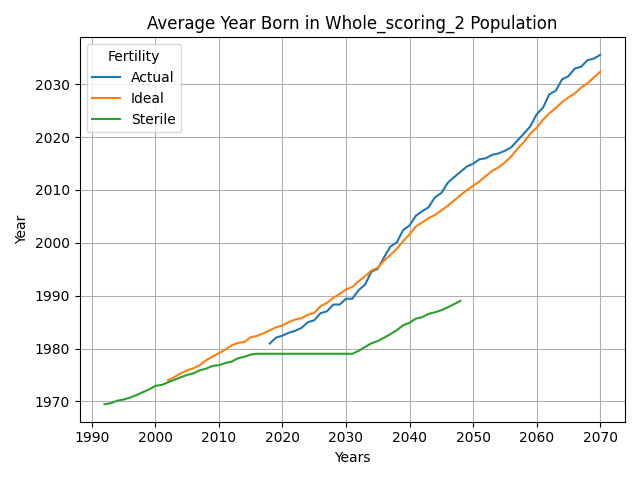 Average Year Born in Whole_scoring_2 Population
Fertility
Actual
Ideal
Sterile
Year
2030
2020
2010
2000
1990
1980
1970
1990 2000 2010 2020 2030 2040 2050 2060 2070
Years